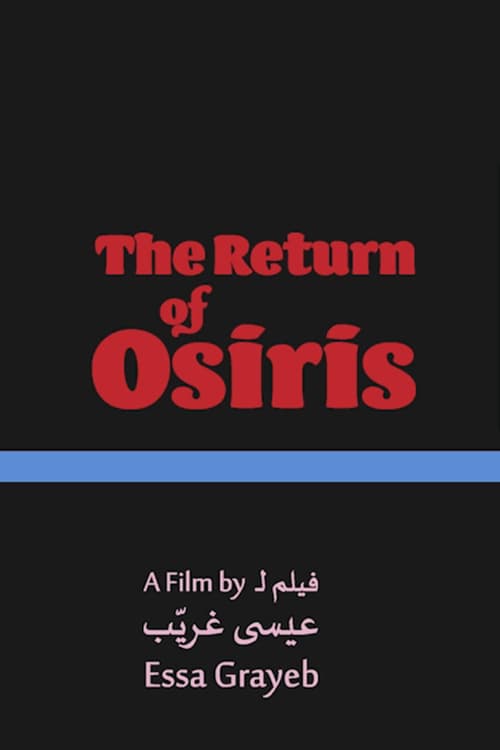 The Return
of
Osiris
A Film by فيلم لـ
عيسى غريّب
Essa Grayeb